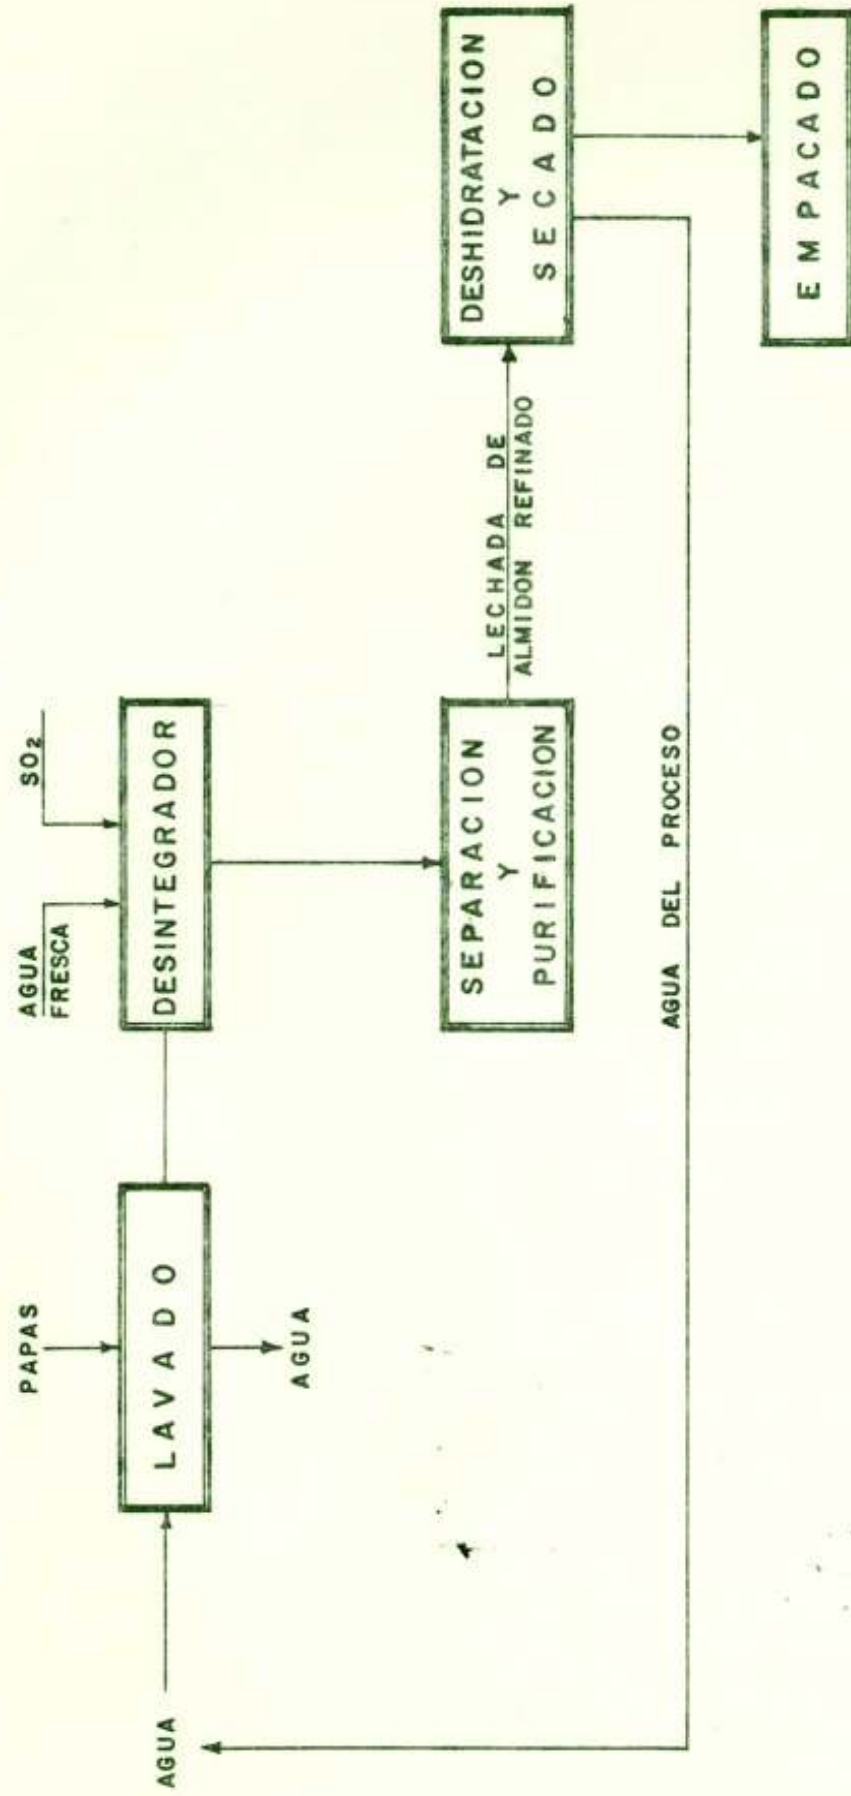 PAPAS
AGUA
FRESCA
SO2
AGUA
LAVADO
DESINTEGRADOR
AGUA
SEPARACION
Y
PURIFICACION
LECHADA DE
ALMIDON REFINADO
DESHIDRATACION
Y
SECADO
AGUA DEL PROCESO
EMPACADO